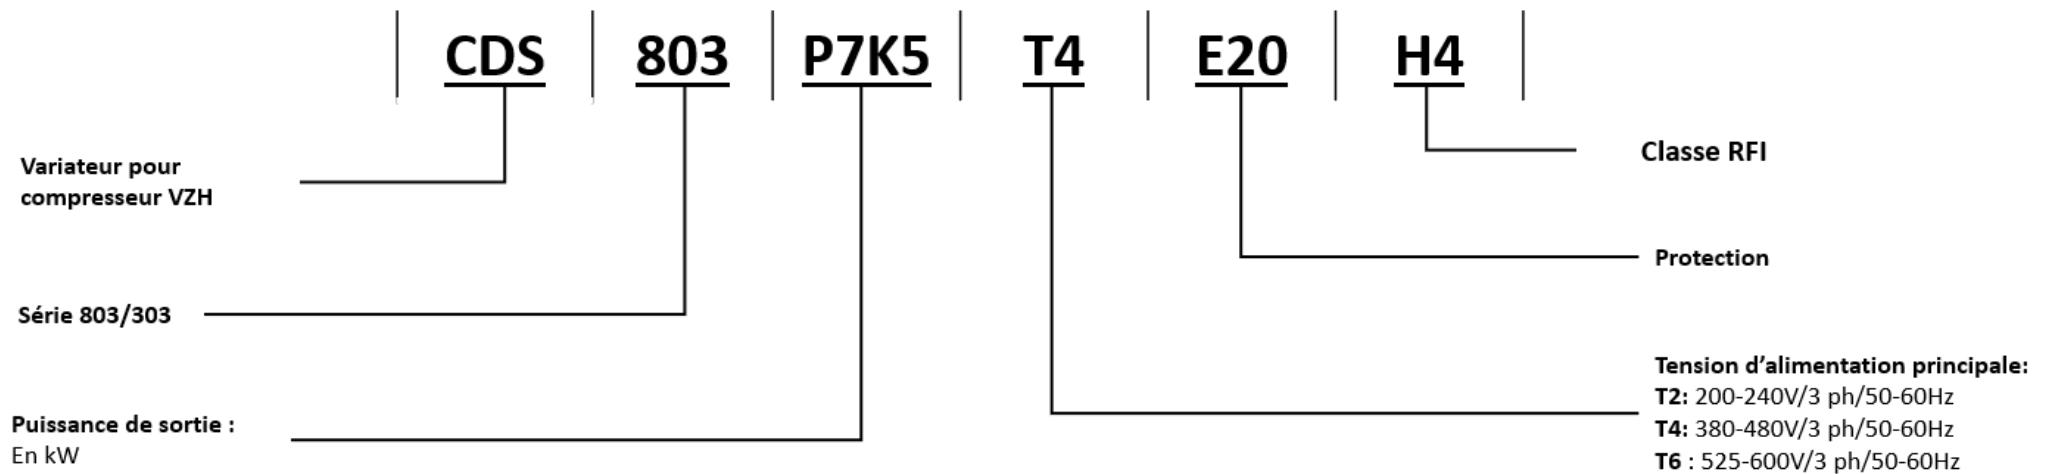 CDS 803 P7K5 T4 E20 H4
Variateur pour
compresseur VZH
Classe RFI
Protection
Série 803/303
Puissance de sortie :
En kW
Tension d’alimentation principale:
T2: 200-240V/3 ph/50-60Hz
T4: 380-480V/3 ph/50-60Hz
T6 : 525-600V/3 ph/50-60Hz